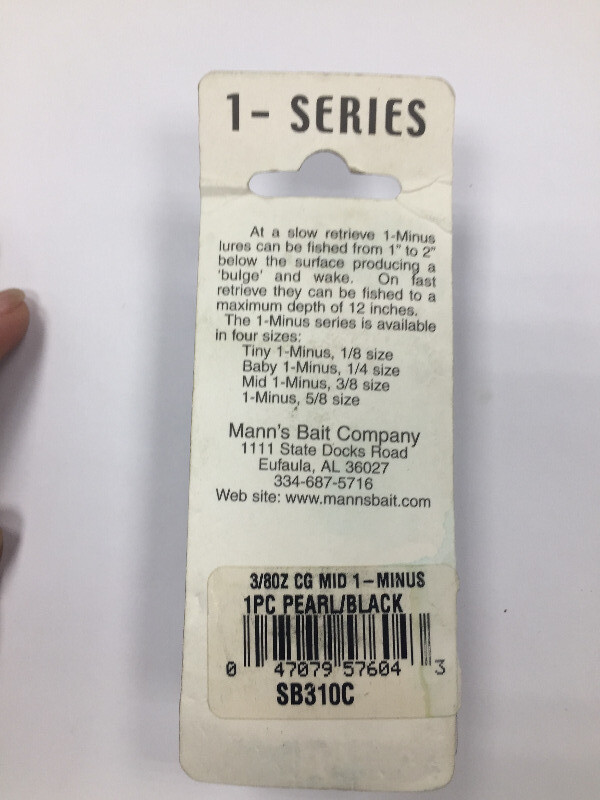 1- SERIES
At a slow retrieve 1-Minus
lures can be fished from 1" to 2"
below the surface producing a
'bulge' and wake. On fast
retrieve they can be fished to a
maximum depth of 12 inches.
The 1-Minus series is available
in four sizes:
Tiny 1-Minus, 1/8 size
Baby 1-Minus, 1/4 size
Mid 1-Minus, 3/8 size
1-Minus, 5/8 size
Mann's Bait Company
1111 State Docks Road
Eufaula, AL 36027
334-687-5716
Web site: www.mannsbait.com
3/8OZ CG MID 1-MINUS
1PC PEARL/BLACK
0 47079 57604 3
SB310C